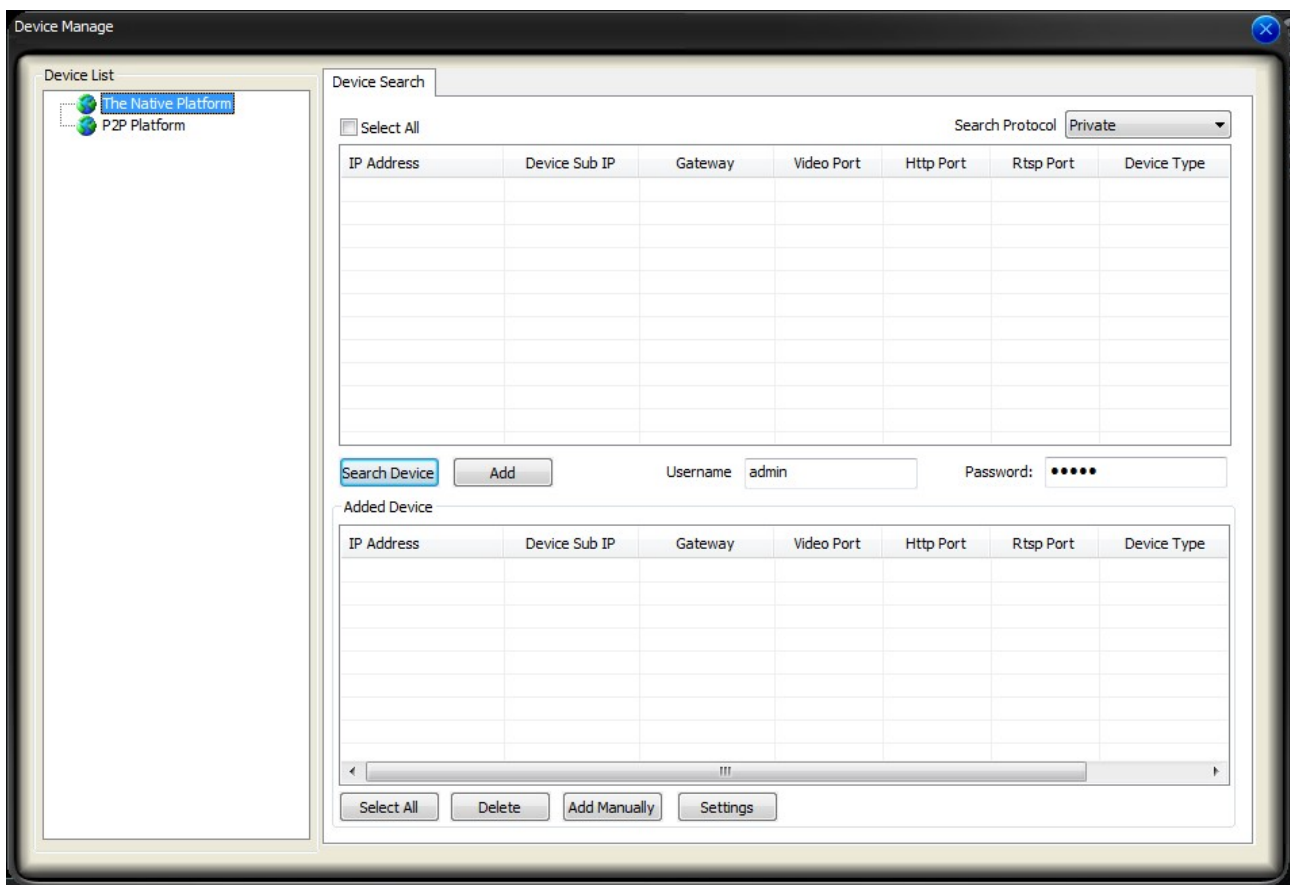 Device Manage
Device List
The Native Platform
P2P Platform
Device Search
Select All
Search Protocol Private
IP Address Device Sub IP Gateway Video Port Http Port Rtsp Port Device Type
Search Device Add Username admin Password: •••••
Added Device
IP Address Device Sub IP Gateway Video Port Http Port Rtsp Port Device Type
Select All Delete Add Manually Settings